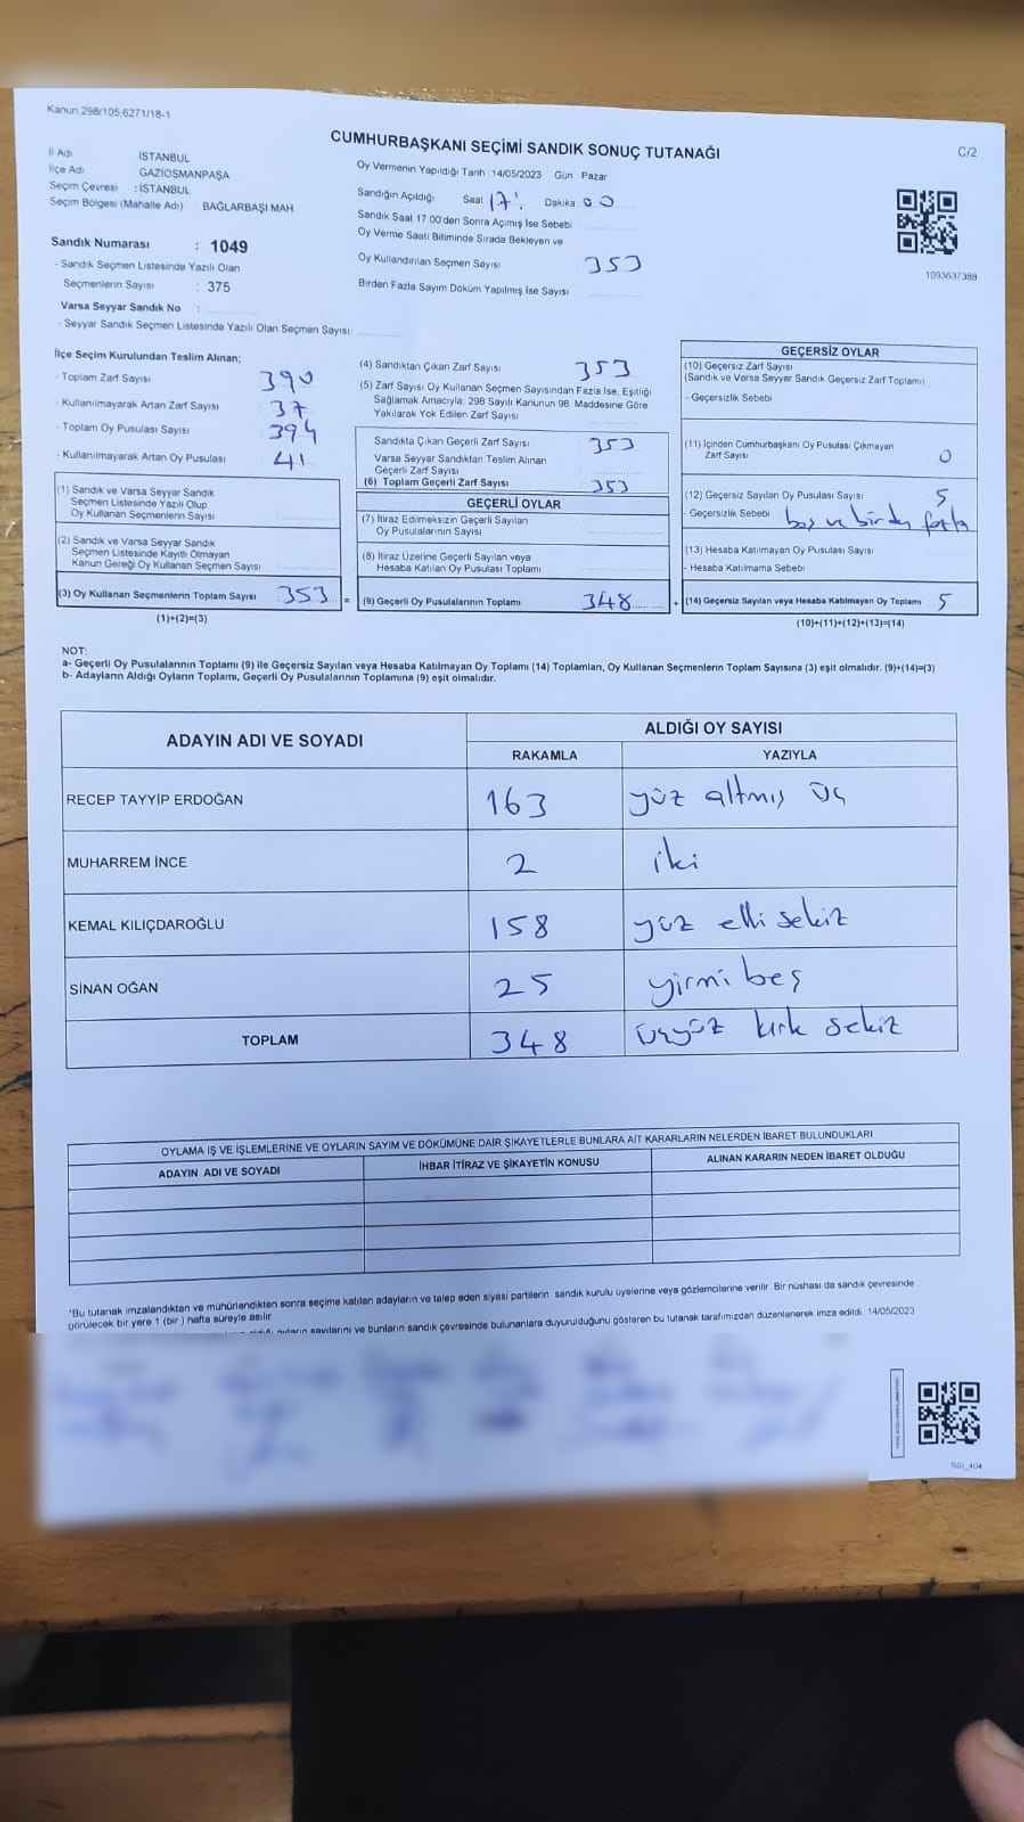 Kanun 298/105,6271/18-1
CUMHURBAŞKANI SEÇİMİ SANDIK SONUÇ TUTANAĞI
C/2
İl Adı İSTANBUL
İlçe Adı GAZİOSMANPAŞA
Seçim Çevresi : İSTANBUL
Seçim Bölgesi (Mahalle Adı) BAĞLARBAŞI MAH
Oy Vermenin Yapıldığı Tarih 14/05/2023 Gün Pazar
Sandığın Açıldığı Saat 17 Dakika 00
Sandık Saat 17.00'den Sonra Açımış İse Sebebi
Oy Verme Saati Bitiminde Sırada Bekleyen ve
Oy Kullandırılan Seçmen Sayısı 353
Birden Fazla Sayım Döküm Yapılmış İse Sayısı
1093637388
Sandık Numarası : 1049
- Sandık Seçmen Listesinde Yazılı Olan
Seçmenlerin Sayısı : 375
Varsa Seyyar Sandık No :
- Seyyar Sandık Seçmen Listesinde Yazılı Olan Seçmen Sayısı:
İlçe Seçim Kurulundan Teslim Alınan;
- Toplam Zarf Sayısı 390
- Kullanılmayarak Artan Zarf Sayısı 37
- Toplam Oy Pusulası Sayısı 394
- Kullanılmayarak Artan Oy Pusulası 41
(1) Sandık ve Varsa Seyyar Sandık
Seçmen Listesinde Yazılı Olup
Oy Kullanan Seçmenlerin Sayısı
(2) Sandık ve Varsa Seyyar Sandık
Seçmen Listesinde Kayıtlı Olmayan
Kanun Gereği Oy Kullanan Seçmen Sayısı
(3) Oy Kullanan Seçmenlerin Toplam Sayısı 353 =
(1)+(2)=(3)
(4) Sandıktan Çıkan Zarf Sayısı 353
(5) Zarf Sayısı Oy Kullanan Seçmen Sayısından Fazla İse, Eşitliği
Sağlamak Amacıyla, 298 Sayılı Kanunun 98. Maddesine Göre
Yakılarak Yok Edilen Zarf Sayısı
Sandıkta Çıkan Geçerli Zarf Sayısı 353
Varsa Seyyar Sandıktan Teslim Alınan
Geçerli Zarf Sayısı
(6) Toplam Geçerli Zarf Sayısı 353
GEÇERLİ OYLAR
(7) İtiraz Edilmeksizin Geçerli Sayılan
Oy Pusulalarının Sayısı
(8) İtiraz Üzerine Geçerli Sayılan veya
Hesaba Katılan Oy Pusulası Toplamı
(9) Geçerli Oy Pusulalarının Toplamı 348 +
GEÇERSİZ OYLAR
(10) Geçersiz Zarf Sayısı
(Sandık ve Varsa Seyyar Sandık Geçersiz Zarf Toplamı)
- Geçersizlik Sebebi
(11) İçinden Cumhurbaşkanı Oy Pusulası Çıkmayan
Zarf Sayısı 0
(12) Geçersiz Sayılan Oy Pusulası Sayısı 5
- Geçersizlik Sebebi boş ve birden fazla
(13) Hesaba Katılmayan Oy Pusulası Sayısı
- Hesaba Katılmama Sebebi
(14) Geçersiz Sayılan veya Hesaba Katılmayan Oy Toplamı 5
(10)+(11)+(12)+(13)=(14)
NOT:
a- Geçerli Oy Pusulalarının Toplamı (9) ile Geçersiz Sayılan veya Hesaba Katılmayan Oy Toplamı (14) Toplamları, Oy Kullanan Seçmenlerin Toplam Sayısına (3) eşit olmalıdır. (9)+(14)=(3)
b- Adayların Aldığı Oyların Toplamı, Geçerli Oy Pusulalarının Toplamına (9) eşit olmalıdır.
ADAYIN ADI VE SOYADI ALDIĞI OY SAYISI
RAKAMLA YAZIYLA
RECEP TAYYİP ERDOĞAN 163 yüz altmış üç
MUHARREM İNCE 2 iki
KEMAL KILIÇDAROĞLU 158 yüz elli sekiz
SİNAN OĞAN 25 yirmi beş
TOPLAM 348 üçyüz kırk sekiz
OYLAMA İŞ VE İŞLEMLERİNE VE OYLARIN SAYIM VE DÖKÜMÜNE DAİR ŞİKAYETLERLE BUNLARA AİT KARARLARIN NELERDEN İBARET BULUNDUKLARI
ADAYIN ADI VE SOYADI İHBAR İTİRAZ VE ŞİKAYETİN KONUSU ALINAN KARARIN NEDEN İBARET OLDUĞU
*Bu tutanak imzalandıktan ve mühürlendikten sonra seçime katılan adayların ve talep eden siyasi partilerin sandık kurulu üyelerine veya gözlemcilerine verilir. Bir nüshası da sandık çevresinde
görülecek bir yere 1 (bir) hafta süreyle asılır
sayılarını ve bunların sandık çevresinde bulunanlara duyurulduğunu gösteren bu tutanak tarafımızdan düzenlenerek imza edildi. 14/05/2023